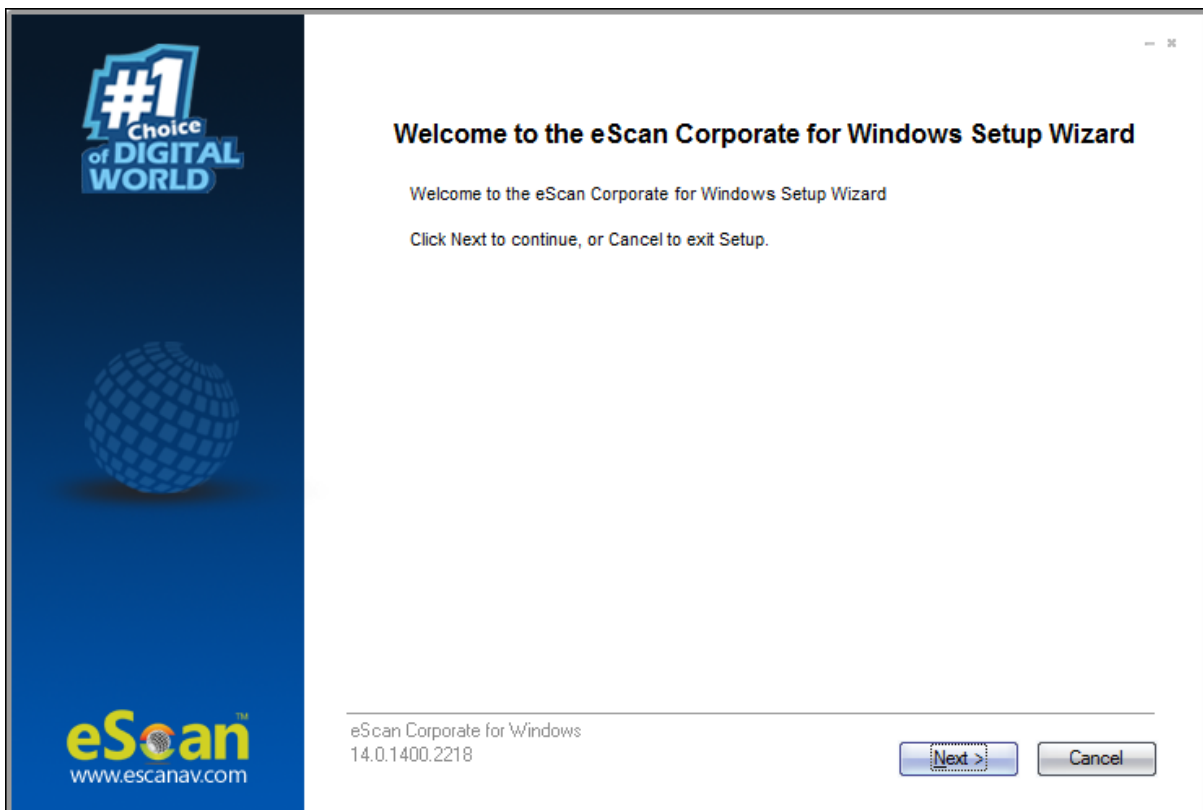 #1
Choice
of DIGITAL
WORLD
Welcome to the eScan Corporate for Windows Setup Wizard
Welcome to the eScan Corporate for Windows Setup Wizard
Click Next to continue, or Cancel to exit Setup.
eScan™
www.escanav.com
eScan Corporate for Windows
14.0.1400.2218
Next >
Cancel